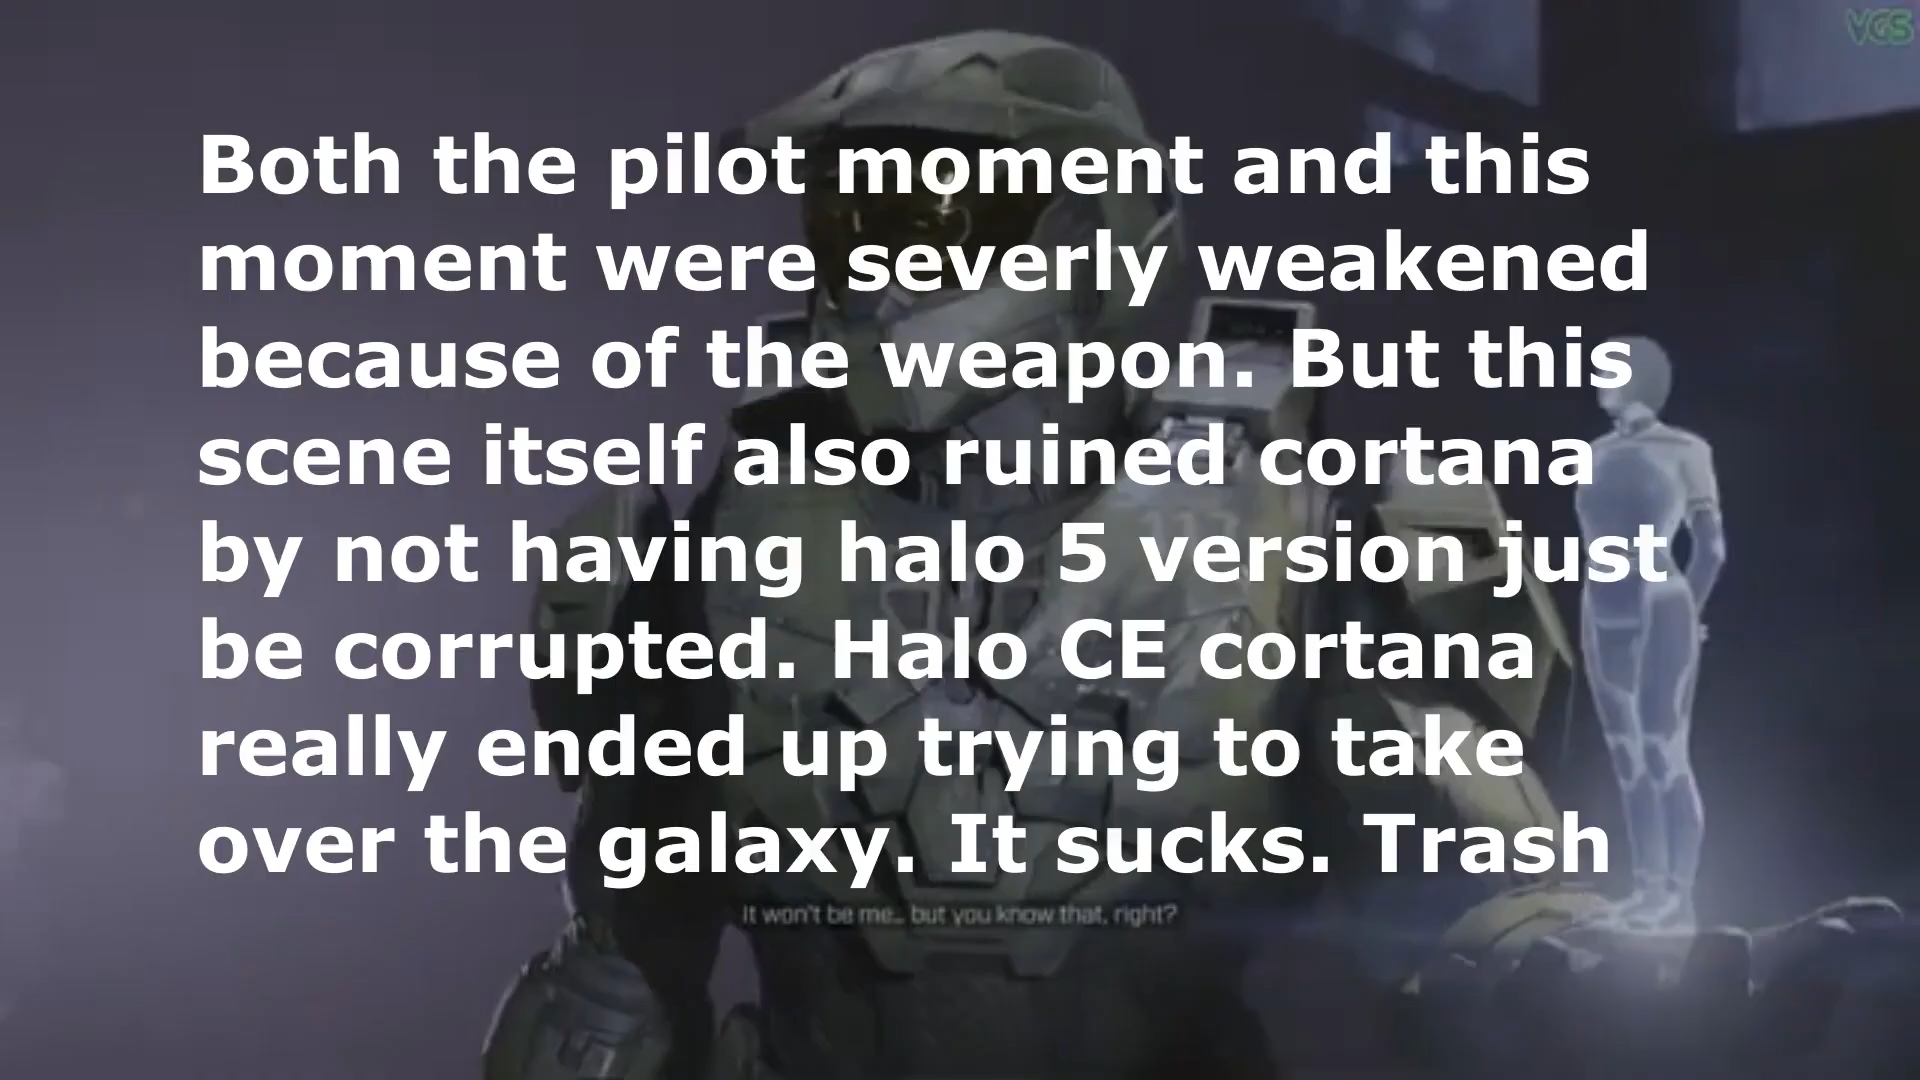 VGS
Both the pilot moment and this
moment were severly weakened
because of the weapon. But this
scene itself also ruined cortana
by not having halo 5 version just
be corrupted. Halo CE cortana
really ended up trying to take
over the galaxy. It sucks. Trash
It won't be me... but you know that, right?